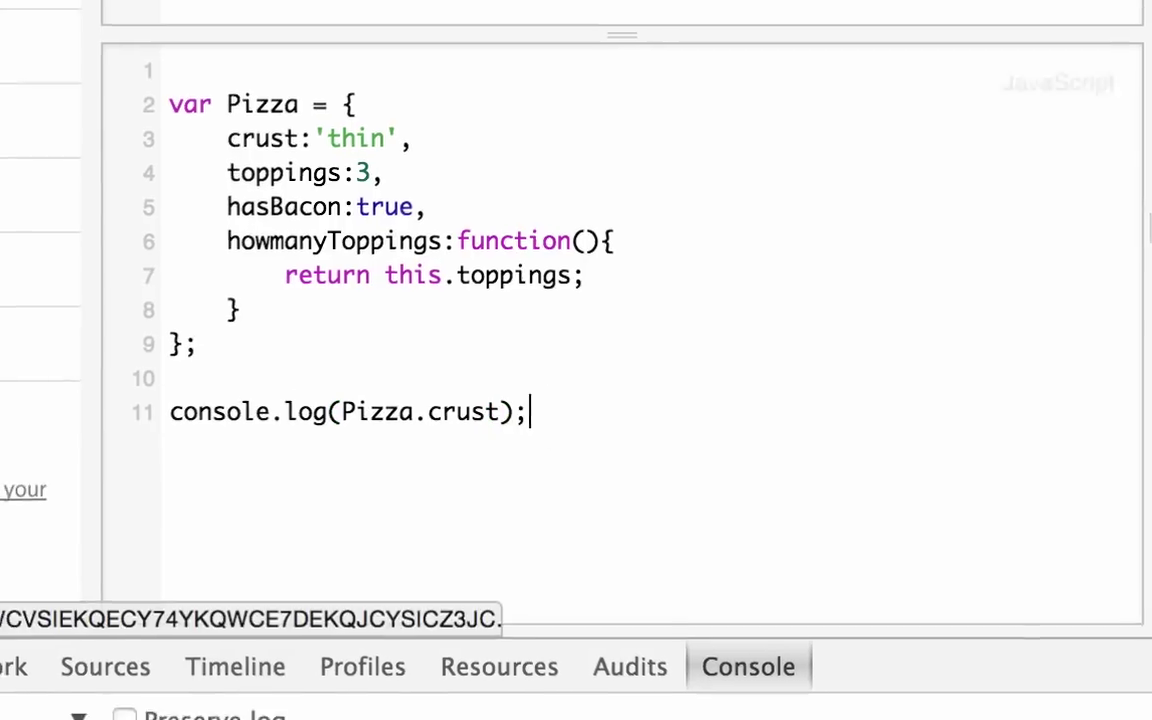 JavaScript
1
2 var Pizza = {
3 crust:'thin',
4 toppings:3,
5 hasBacon:true,
6 howmanyToppings:function(){
7 return this.toppings;
8 }
9 };
10
11 console.log(Pizza.crust);
your
VCVSIEKQECY74YKQWCE7DEKQJCYSICZ3JC.
rk Sources Timeline Profiles Resources Audits Console
Preserve log